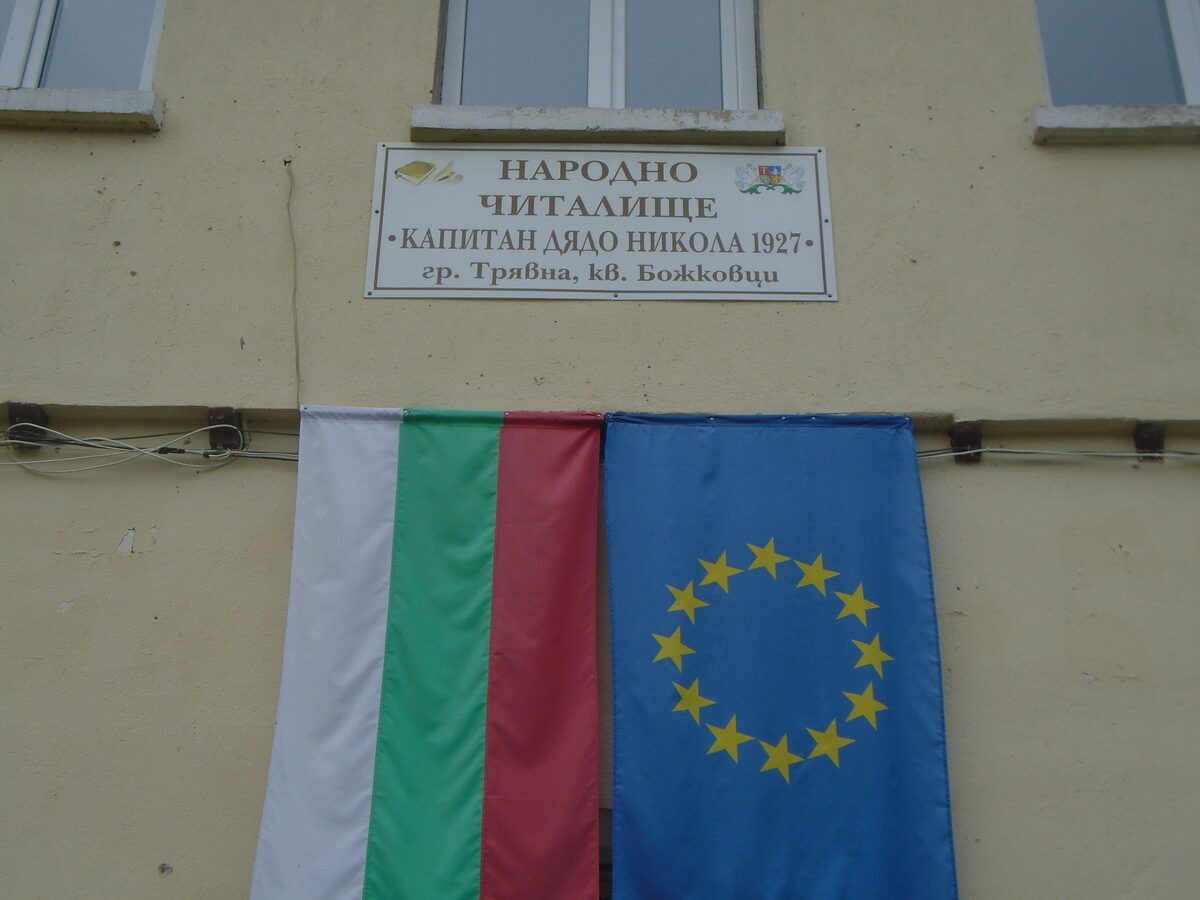 НАРОДНО
ЧИТАЛИЩЕ
•КАПИТАН ДЯДО НИКОЛА 1927•
гр. Трявна, кв. Божковци